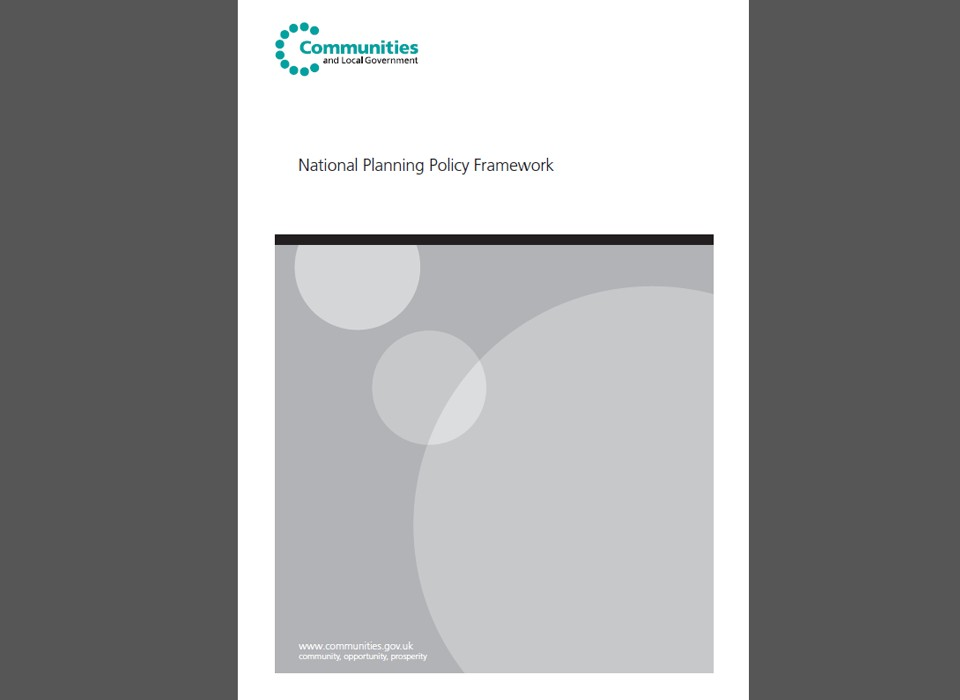 Communities
and Local Government
National Planning Policy Framework
www.communities.gov.uk
community, opportunity, prosperity